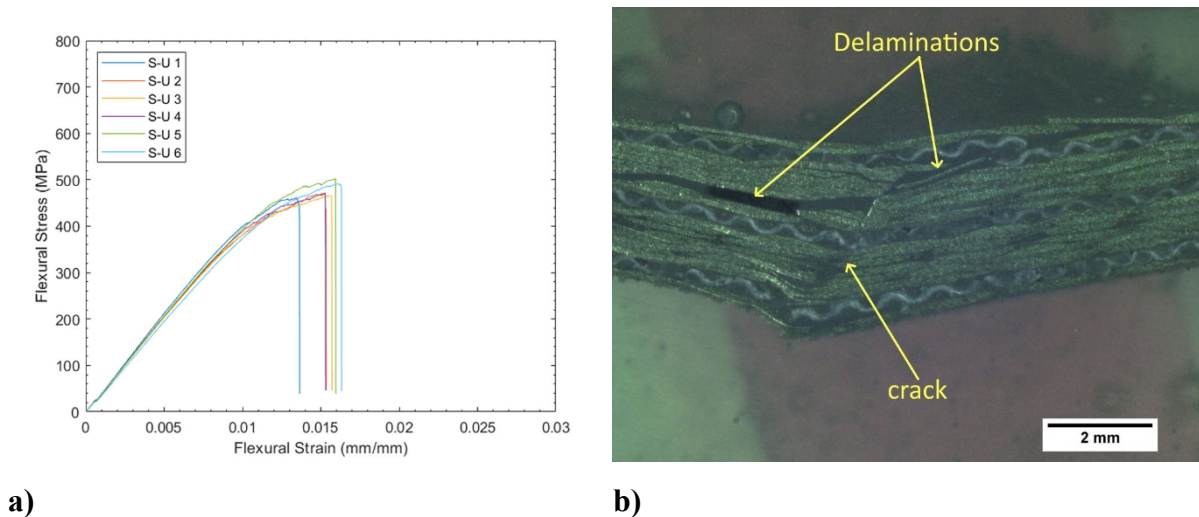 800
700
600
500
400
300
200
100
0
Flexural Stress (MPa)
S-U 1
S-U 2
S-U 3
S-U 4
S-U 5
S-U 6
0 0.005 0.01 0.015 0.02 0.025 0.03
Flexural Strain (mm/mm)
a)
Delaminations
crack
2 mm
b)